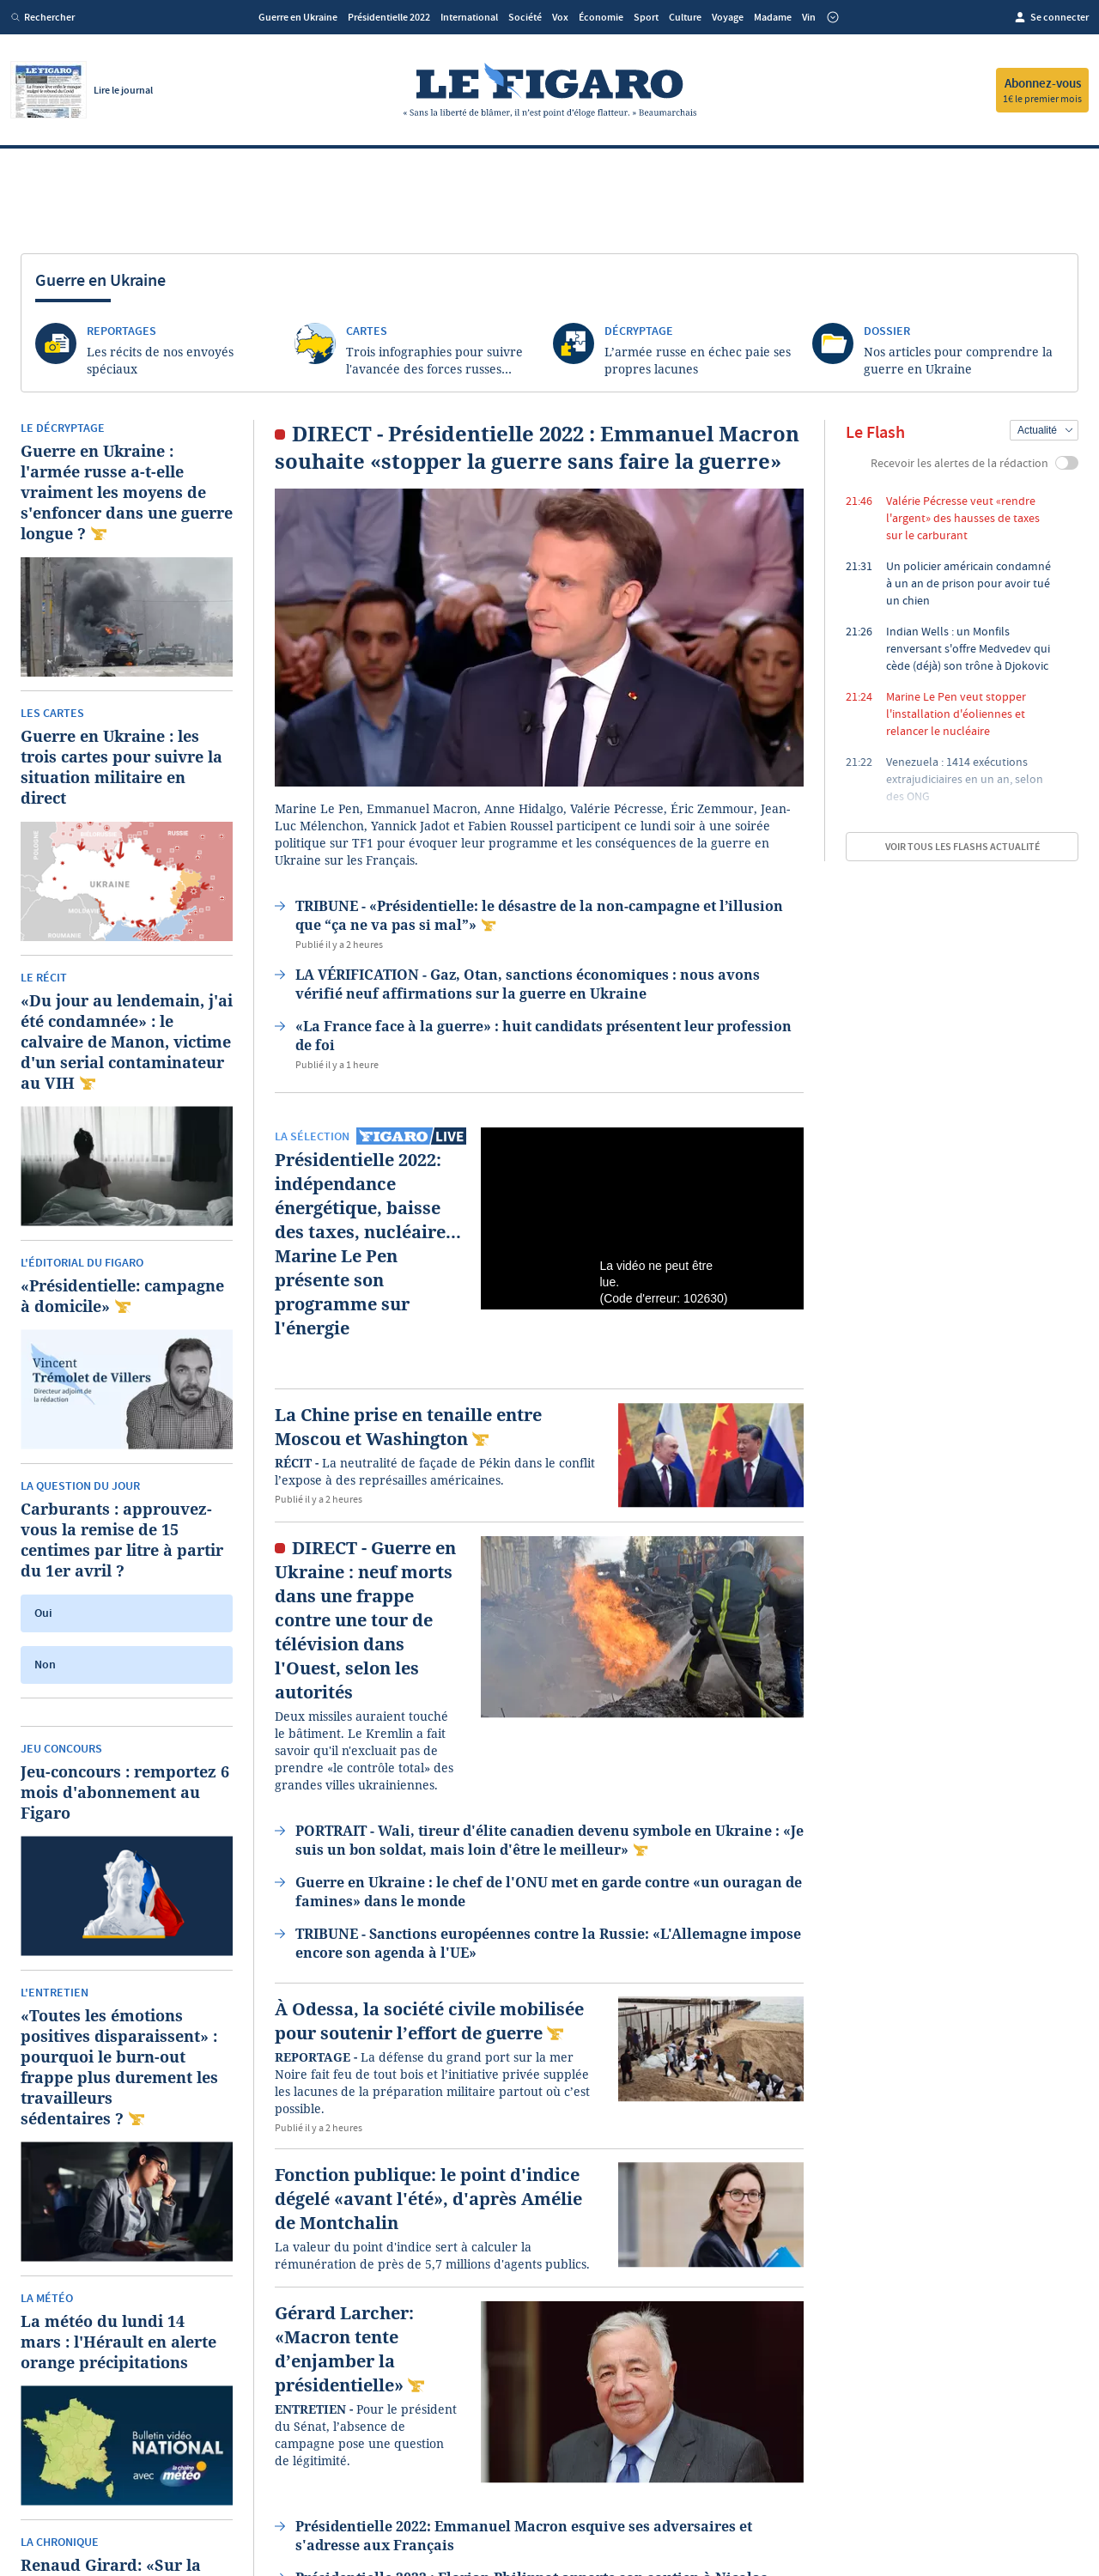 Rechercher
Guerre en Ukraine Présidentielle 2022 International Société Vox Économie Sport Culture Voyage Madame Vin
Se connecter
LE FIGARO
Lire le journal
LE FIGARO
« Sans la liberté de blâmer, il n'est point d'éloge flatteur. » Beaumarchais
Abonnez-vous
1€ le premier mois
Guerre en Ukraine
REPORTAGES
Les récits de nos envoyés
spéciaux
CARTES
Trois infographies pour suivre
l'avancée des forces russes...
DÉCRYPTAGE
L’armée russe en échec paie ses
propres lacunes
DOSSIER
Nos articles pour comprendre la
guerre en Ukraine
LE DÉCRYPTAGE
Guerre en Ukraine :
l'armée russe a-t-elle
vraiment les moyens de
s'enfoncer dans une guerre
longue ?
LES CARTES
Guerre en Ukraine : les
trois cartes pour suivre la
situation militaire en
direct
POLOGNE
BIÉLORUSSIE
RUSSIE
UKRAINE
MOLDAVIE
ROUMANIE
LE RÉCIT
«Du jour au lendemain, j'ai
été condamnée» : le
calvaire de Manon, victime
d'un serial contaminateur
au VIH
L'ÉDITORIAL DU FIGARO
«Présidentielle: campagne
à domicile»
Vincent
Trémolet de Villers
Directeur adjoint de
la rédaction
LA QUESTION DU JOUR
Carburants : approuvez-
vous la remise de 15
centimes par litre à partir
du 1er avril ?
Oui
Non
JEU CONCOURS
Jeu-concours : remportez 6
mois d'abonnement au
Figaro
L'ENTRETIEN
«Toutes les émotions
positives disparaissent» :
pourquoi le burn-out
frappe plus durement les
travailleurs
sédentaires ?
LA MÉTÉO
La météo du lundi 14
mars : l'Hérault en alerte
orange précipitations
Bulletin vidéo
NATIONAL
avec la chaîne météo
LA CHRONIQUE
Renaud Girard: «Sur la
DIRECT - Présidentielle 2022 : Emmanuel Macron
souhaite «stopper la guerre sans faire la guerre»
Marine Le Pen, Emmanuel Macron, Anne Hidalgo, Valérie Pécresse, Éric Zemmour, Jean-
Luc Mélenchon, Yannick Jadot et Fabien Roussel participent ce lundi soir à une soirée
politique sur TF1 pour évoquer leur programme et les conséquences de la guerre en
Ukraine sur les Français.
TRIBUNE - «Présidentielle: le désastre de la non-campagne et l’illusion
que “ça ne va pas si mal”»
Publié il y a 2 heures
LA VÉRIFICATION - Gaz, Otan, sanctions économiques : nous avons
vérifié neuf affirmations sur la guerre en Ukraine
«La France face à la guerre» : huit candidats présentent leur profession
de foi
Publié il y a 1 heure
LA SÉLECTION FIGARO LIVE
Présidentielle 2022:
indépendance
énergétique, baisse
des taxes, nucléaire...
Marine Le Pen
présente son
programme sur
l'énergie
La vidéo ne peut être
lue.
(Code d'erreur: 102630)
La Chine prise en tenaille entre
Moscou et Washington
RÉCIT - La neutralité de façade de Pékin dans le conflit
l’expose à des représailles américaines.
Publié il y a 2 heures
DIRECT - Guerre en
Ukraine : neuf morts
dans une frappe
contre une tour de
télévision dans
l'Ouest, selon les
autorités
Deux missiles auraient touché
le bâtiment. Le Kremlin a fait
savoir qu'il n'excluait pas de
prendre «le contrôle total» des
grandes villes ukrainiennes.
PORTRAIT - Wali, tireur d'élite canadien devenu symbole en Ukraine : «Je
suis un bon soldat, mais loin d'être le meilleur»
Guerre en Ukraine : le chef de l'ONU met en garde contre «un ouragan de
famines» dans le monde
TRIBUNE - Sanctions européennes contre la Russie: «L'Allemagne impose
encore son agenda à l'UE»
À Odessa, la société civile mobilisée
pour soutenir l’effort de guerre
REPORTAGE - La défense du grand port sur la mer
Noire fait feu de tout bois et l’initiative privée supplée
les lacunes de la préparation militaire partout où c’est
possible.
Publié il y a 2 heures
Fonction publique: le point d'indice
dégelé «avant l'été», d'après Amélie
de Montchalin
La valeur du point d'indice sert à calculer la
rémunération de près de 5,7 millions d'agents publics.
Gérard Larcher:
«Macron tente
d’enjamber la
présidentielle»
ENTRETIEN - Pour le président
du Sénat, l’absence de
campagne pose une question
de légitimité.
Présidentielle 2022: Emmanuel Macron esquive ses adversaires et
s'adresse aux Français
Le Flash
Actualité
Recevoir les alertes de la rédaction
21:46 Valérie Pécresse veut «rendre
l'argent» des hausses de taxes
sur le carburant
21:31 Un policier américain condamné
à un an de prison pour avoir tué
un chien
21:26 Indian Wells : un Monfils
renversant s'offre Medvedev qui
cède (déjà) son trône à Djokovic
21:24 Marine Le Pen veut stopper
l'installation d'éoliennes et
relancer le nucléaire
21:22 Venezuela : 1414 exécutions
extrajudiciaires en un an, selon
des ONG
VOIR TOUS LES FLASHS ACTUALITÉ